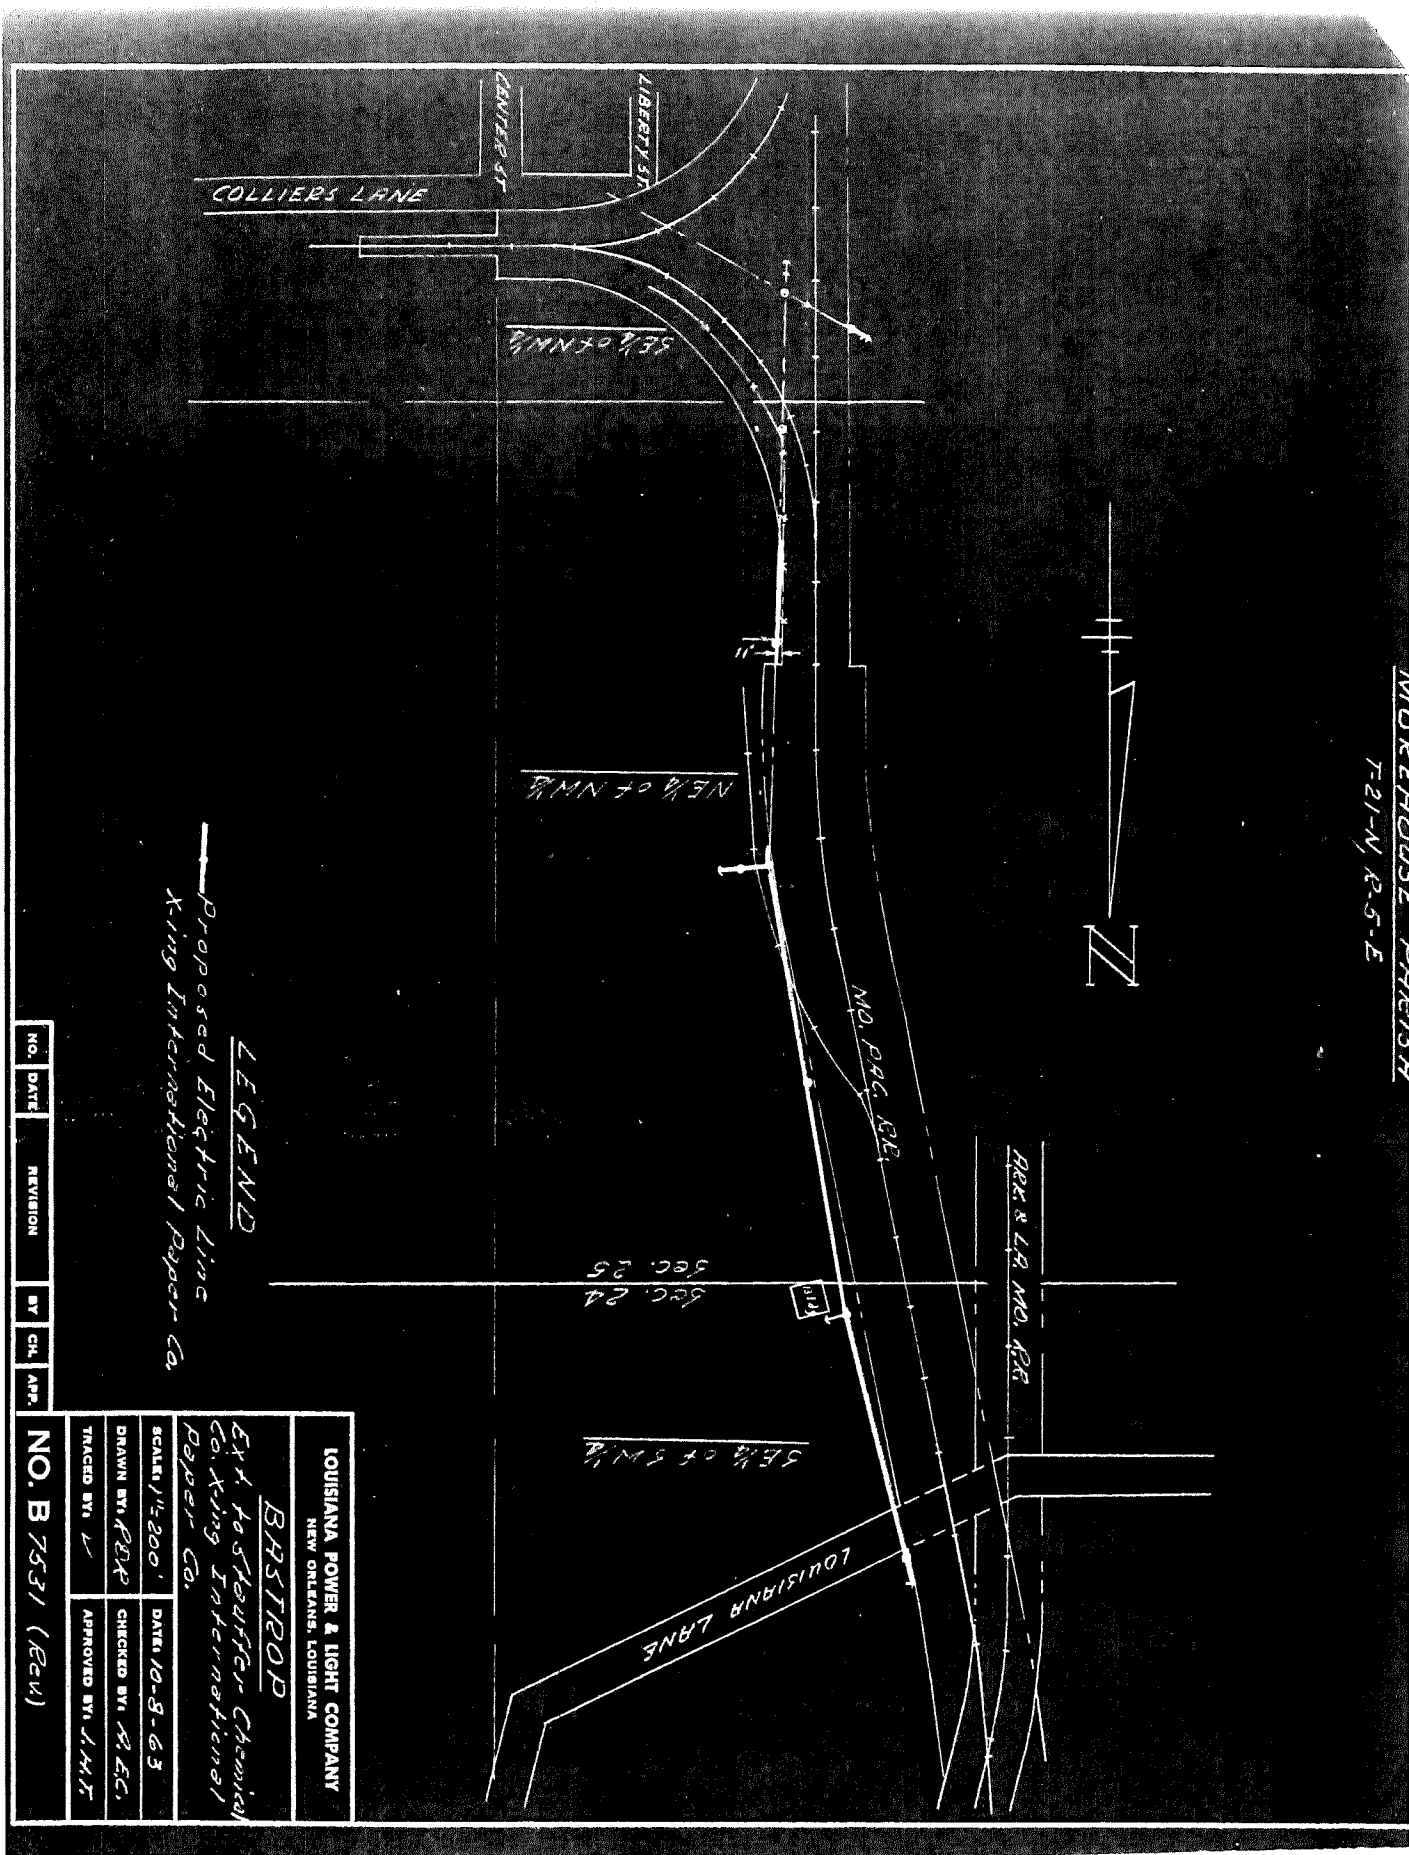 MOREHOUSE PARISH
T-21-N, R-5-E
N
CENTER ST
LIBERTY ST.
COLLIERS LANE
SE¼ of NW¼
11'
NE¼ of NW¼
MO. PAC. RR.
ARK & LA. MO. RR
Sec. 25
Sec. 24
SE¼ of SW¼
LOUISIANA LANE
LEGEND
Proposed Electric Line
X-ing International Paper Co.
NO. DATE REVISION BY CH. APP.
LOUISIANA POWER & LIGHT COMPANY
NEW ORLEANS, LOUISIANA
BASTROP
Ext to Stauffer Chemical
Co. X-ing International
Paper Co.
SCALE: 1"=200' DATE: 10-8-63
DRAWN BY: PBR CHECKED BY: R.E.C.
TRACED BY: L APPROVED BY: J.H.T.
NO. B 7531 (Rev)